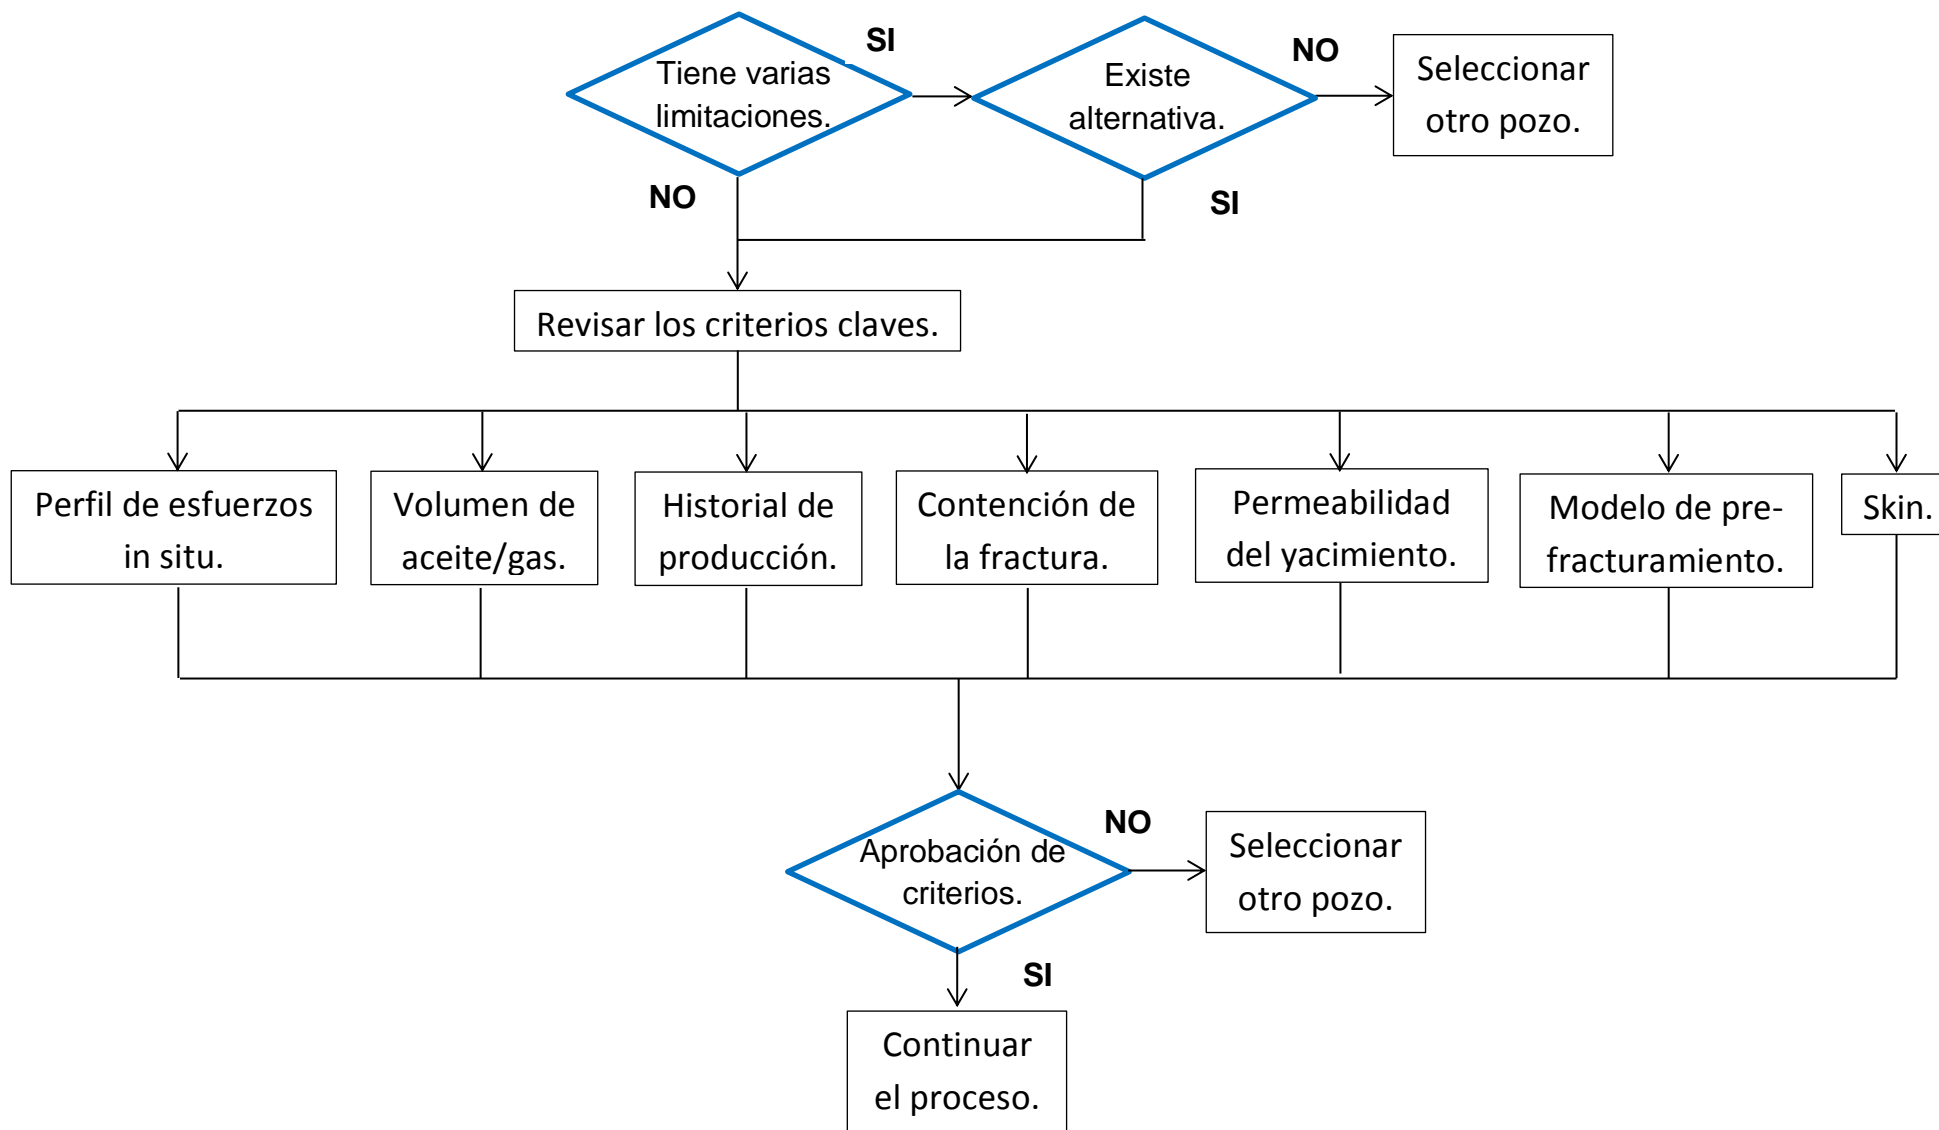 SI
NO
Tiene varias
limitaciones.
Existe
alternativa.
Seleccionar
otro pozo.
NO
SI
Revisar los criterios claves.
Perfil de esfuerzos
in situ.
Volumen de
aceite/gas.
Historial de
producción.
Contención de
la fractura.
Permeabilidad
del yacimiento.
Modelo de pre-
fracturamiento.
Skin.
NO
Aprobación de
criterios.
Seleccionar
otro pozo.
SI
Continuar
el proceso.